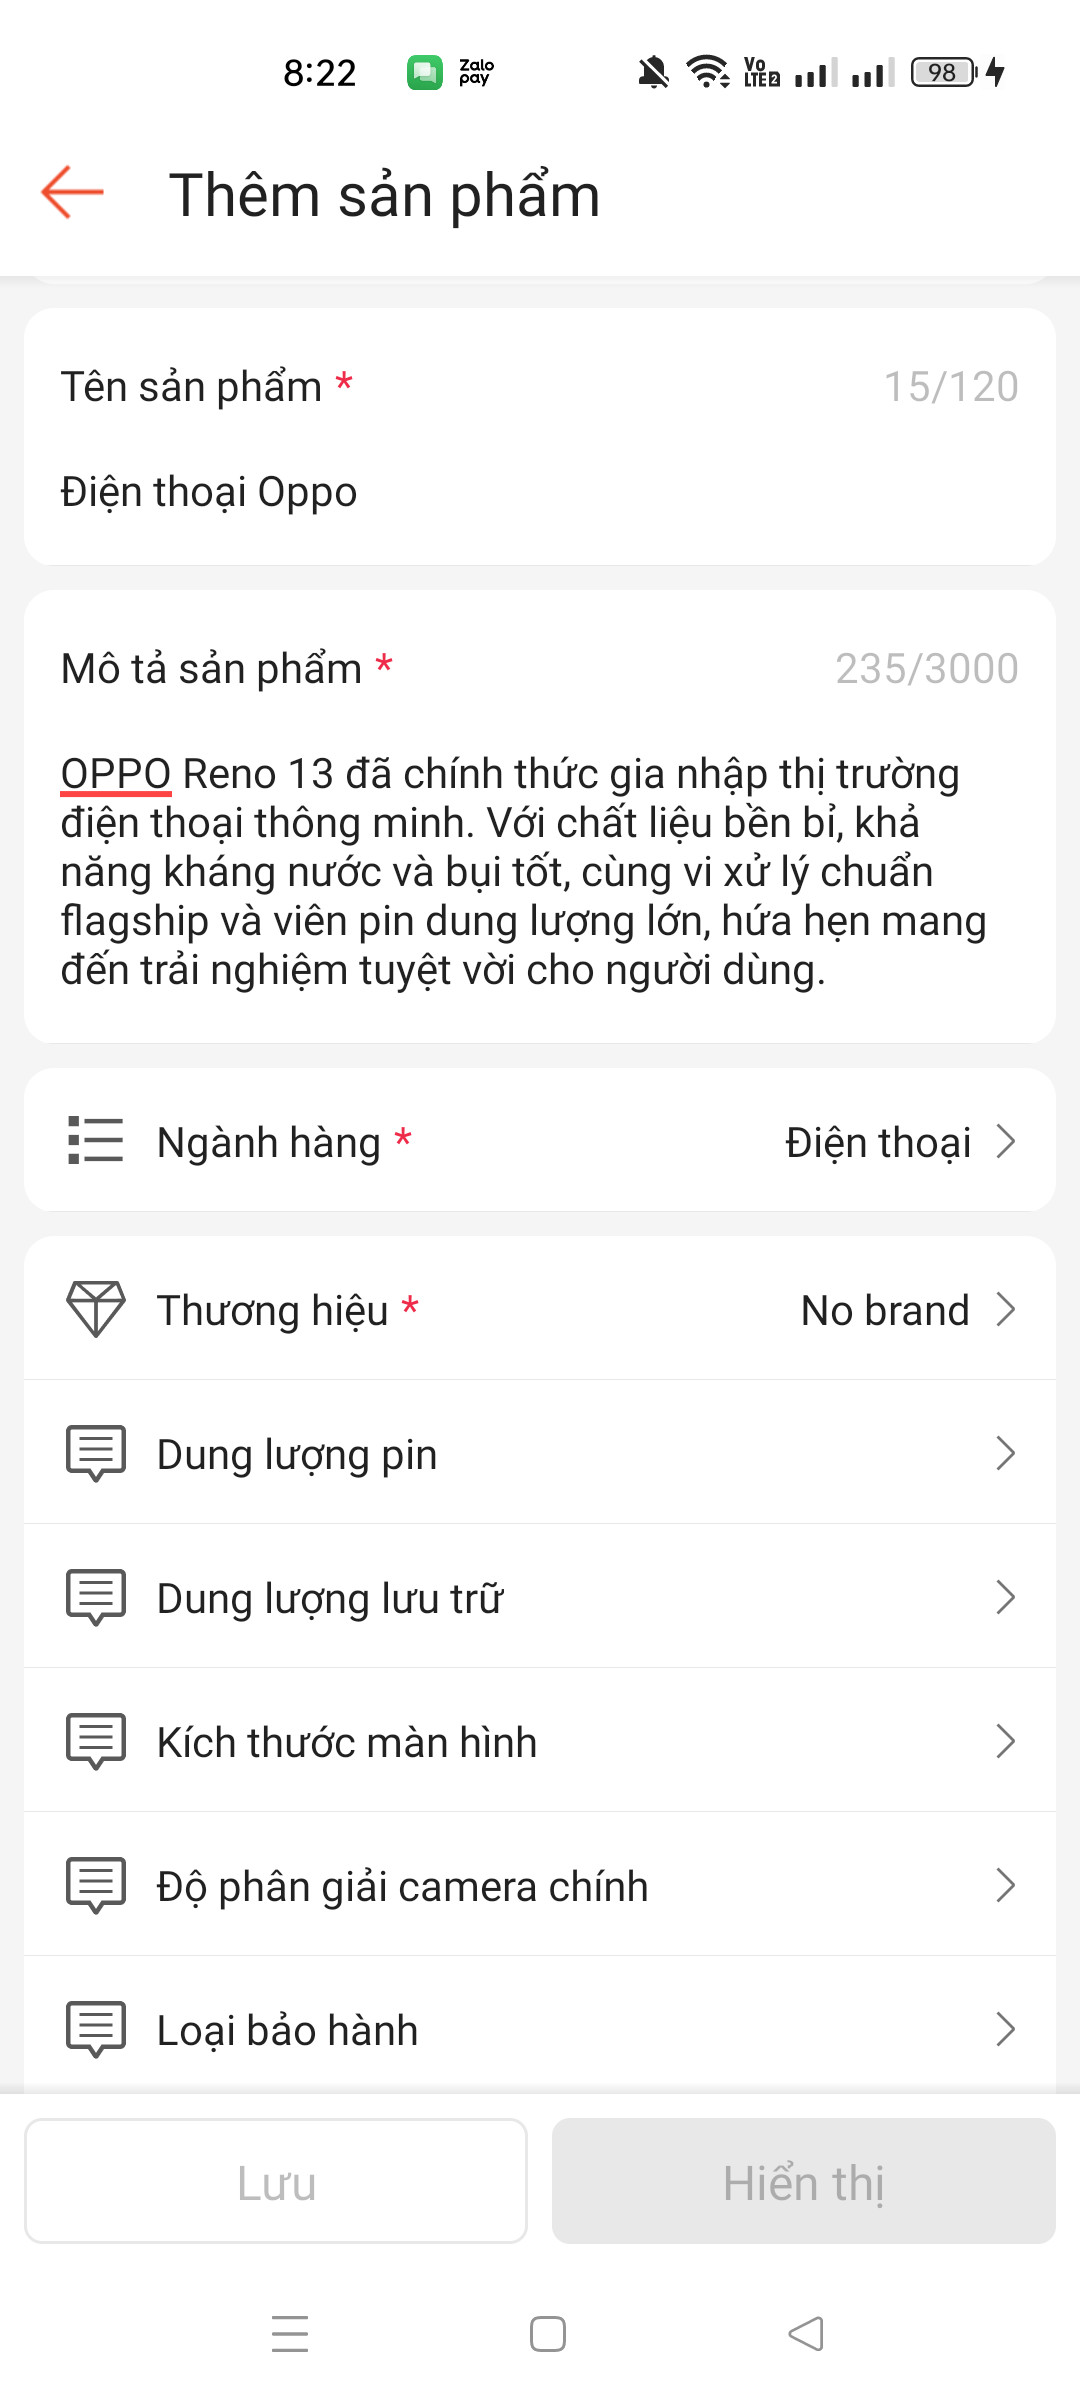 8:22
Zalo
pay
Vo
LTE 2
98
Thêm sản phẩm
Tên sản phẩm *
15/120
Điện thoại Oppo
Mô tả sản phẩm *
235/3000
OPPO Reno 13 đã chính thức gia nhập thị trường
điện thoại thông minh. Với chất liệu bền bỉ, khả
năng kháng nước và bụi tốt, cùng vi xử lý chuẩn
flagship và viên pin dung lượng lớn, hứa hẹn mang
đến trải nghiệm tuyệt vời cho người dùng.
Ngành hàng *
Điện thoại
Thương hiệu *
No brand
Dung lượng pin
Dung lượng lưu trữ
Kích thước màn hình
Độ phân giải camera chính
Loại bảo hành
Lưu
Hiển thị